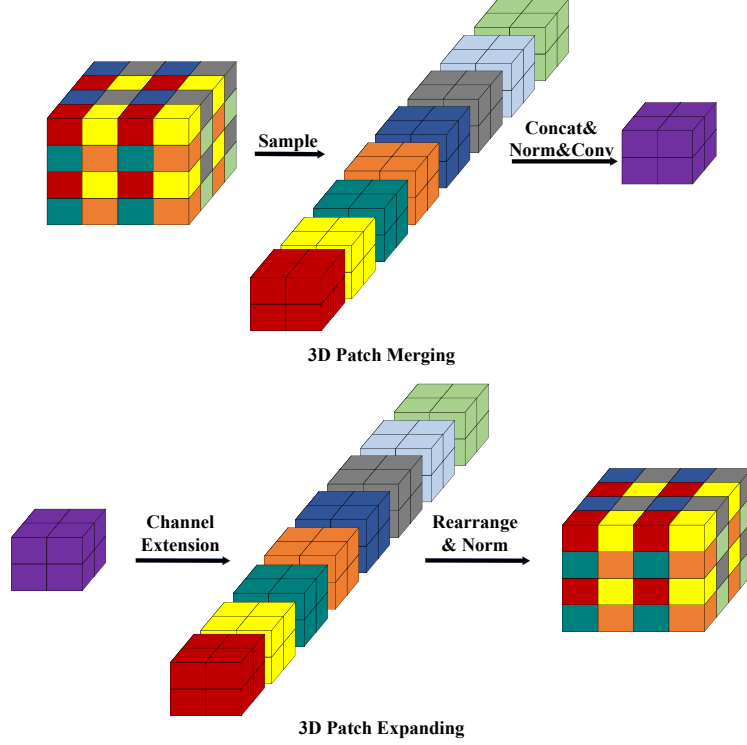 Sample
Concat&
Norm&Conv
3D Patch Merging
Channel
Extension
Rearrange
& Norm
3D Patch Expanding